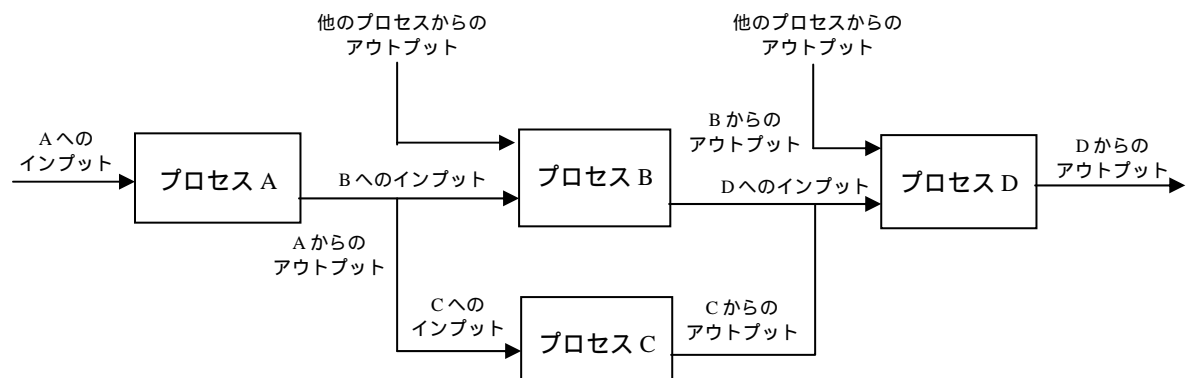 他のプロセスからの
アウトプット
他のプロセスからの
アウトプット
A への
インプット
プロセス A
B へのインプット
プロセス B
B からの
アウトプット
D へのインプット
プロセス D
D からの
アウトプット
A からの
アウトプット
C への
インプット
プロセス C
C からの
アウトプット